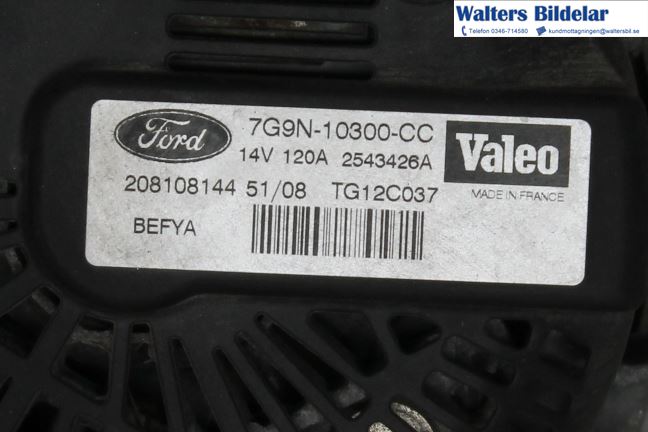 Walters Bildelar
Telefon 0346-714580 kundmottagningen@waltersbil.se
Ford 7G9N-10300-CC Valeo
14V 120A 2543426A
208108144 51/08 TG12C037 MADE IN FRANCE
BEFYA